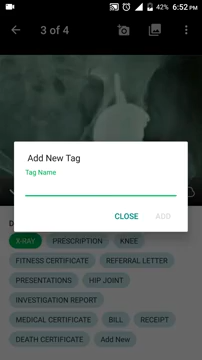 42% 6:52 PM
3 of 4
Add New Tag
Tag Name
CLOSE ADD
X-RAY PRESCRIPTION KNEE
FITNESS CERTIFICATE REFERRAL LETTER
PRESENTATIONS HIP JOINT
INVESTIGATION REPORT
MEDICAL CERTIFICATE BILL RECEIPT
DEATH CERTIFICATE Add New